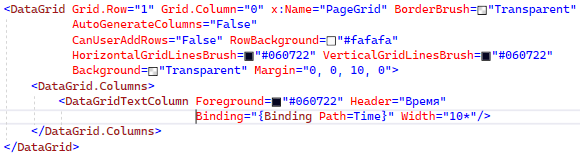 <DataGrid Grid.Row="1" Grid.Column="0" x:Name="PageGrid" BorderBrush="Transparent"
AutoGenerateColumns="False"
CanUserAddRows="False" RowBackground="#fafafa"
HorizontalGridLinesBrush="#060722" VerticalGridLinesBrush="#060722"
Background="Transparent" Margin="0, 0, 10, 0">
<DataGrid.Columns>
<DataGridTextColumn Foreground="#060722" Header="Время"
Binding="{Binding Path=Time}" Width="10*"/>
</DataGrid.Columns>
</DataGrid>